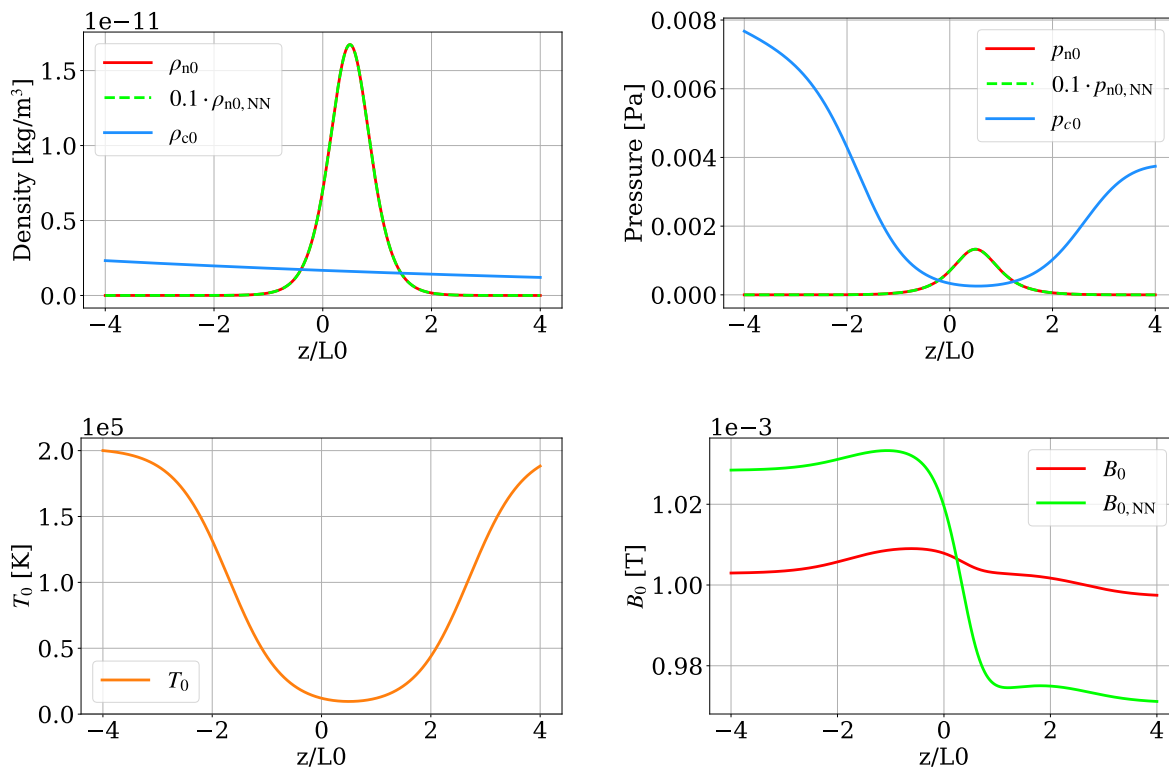 1e−11
Density [kg/m³]
1.5
1.0
0.5
0.0
ρn0
0.1 · ρn0, NN
ρc0
−4 −2 0 2 4
z/L0
Pressure [Pa]
0.008
0.006
0.004
0.002
0.000
pn0
0.1 · pn0, NN
pc0
−4 −2 0 2 4
z/L0
1e5
T0 [K]
2.0
1.5
1.0
0.5
0.0
T0
−4 −2 0 2 4
z/L0
1e−3
B0 [T]
1.02
1.00
0.98
B0
B0, NN
−4 −2 0 2 4
z/L0